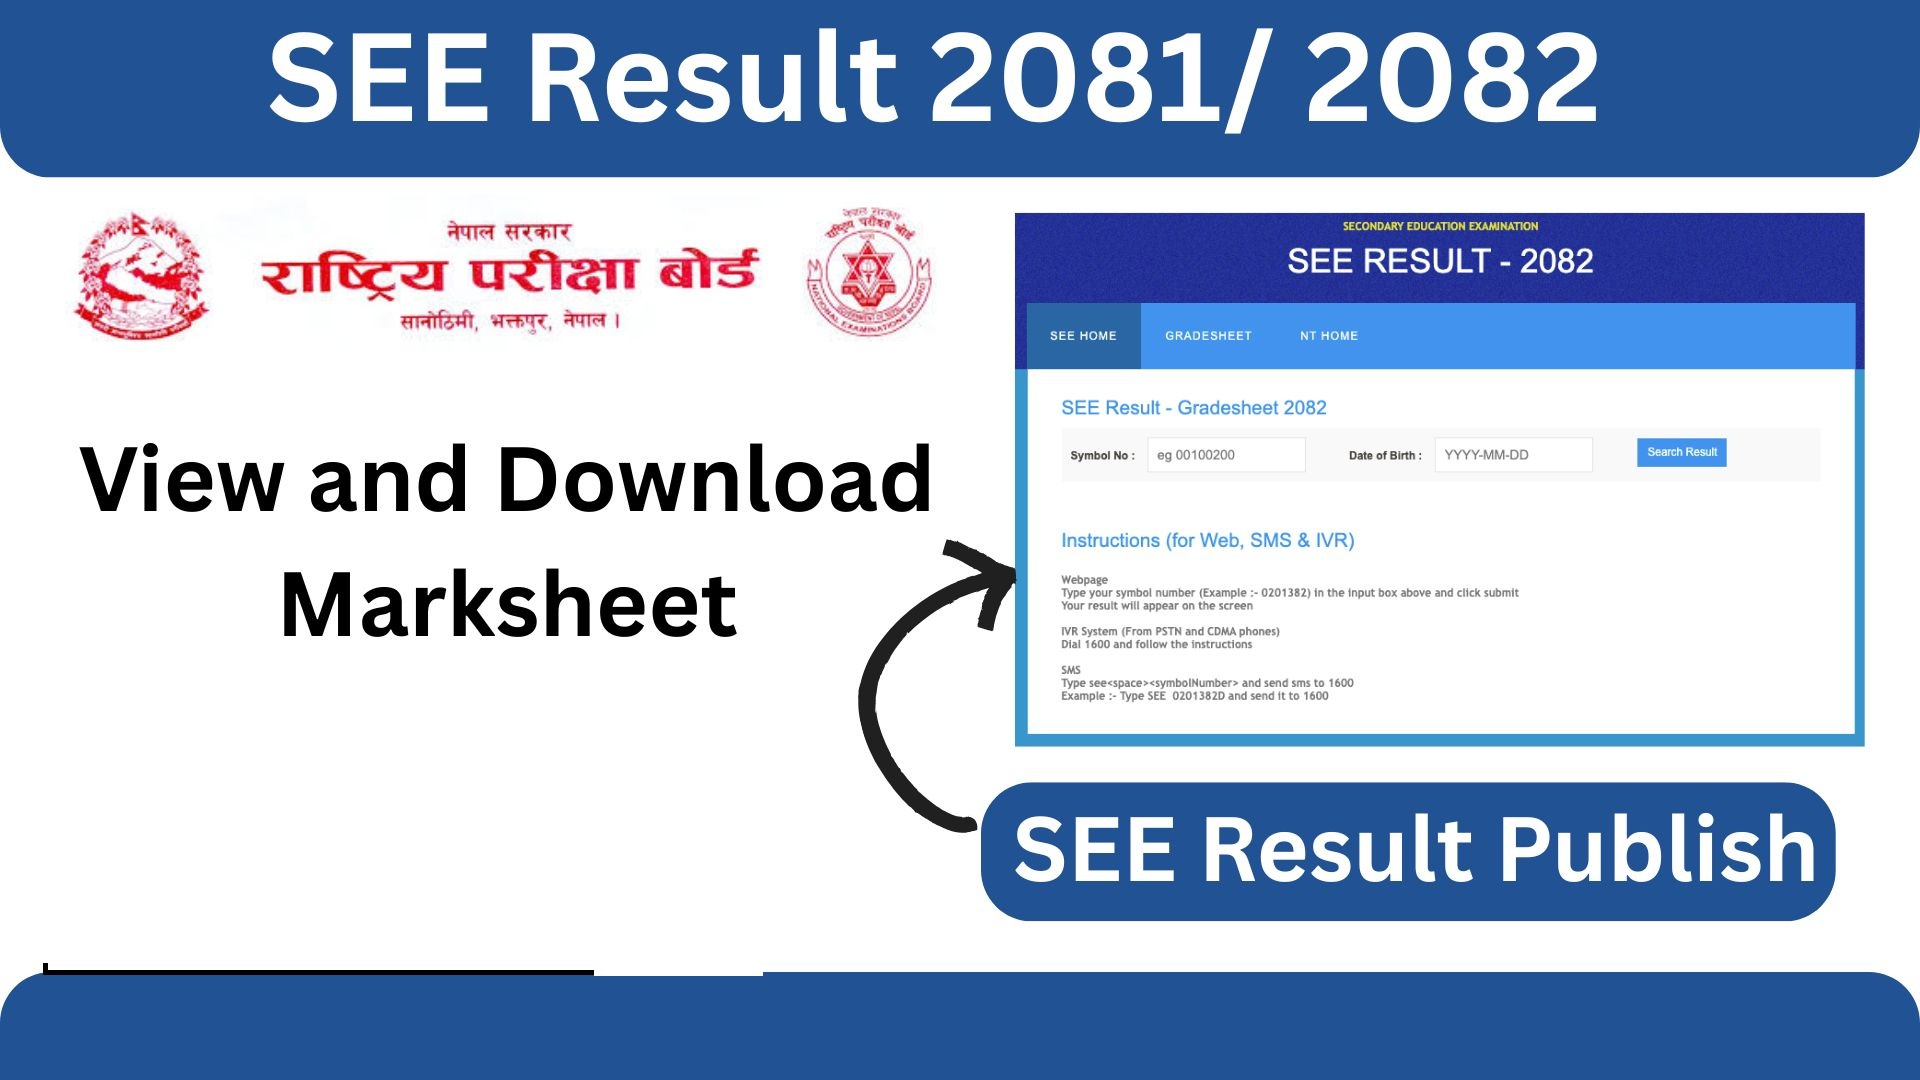 SEE Result 2081/ 2082
नेपाल सरकार
राष्ट्रिय परीक्षा बोर्ड
सानोठिमी, भक्तपुर, नेपाल ।
नेपाल सरकार
राष्ट्रिय परीक्षा बोर्ड
NATIONAL EXAMINATIONS BOARD
View and Download
Marksheet
SECONDARY EDUCATION EXAMINATION
SEE RESULT - 2082
SEE HOME GRADESHEET NT HOME
SEE Result - Gradesheet 2082
Symbol No : eg 00100200 Date of Birth : YYYY-MM-DD Search Result
Instructions (for Web, SMS & IVR)
Webpage
Type your symbol number (Example :- 0201382) in the input box above and click submit
Your result will appear on the screen
IVR System (From PSTN and CDMA phones)
Dial 1600 and follow the instructions
SMS
Type see<space><symbolNumber> and send sms to 1600
Example :- Type SEE 0201382D and send it to 1600
SEE Result Publish